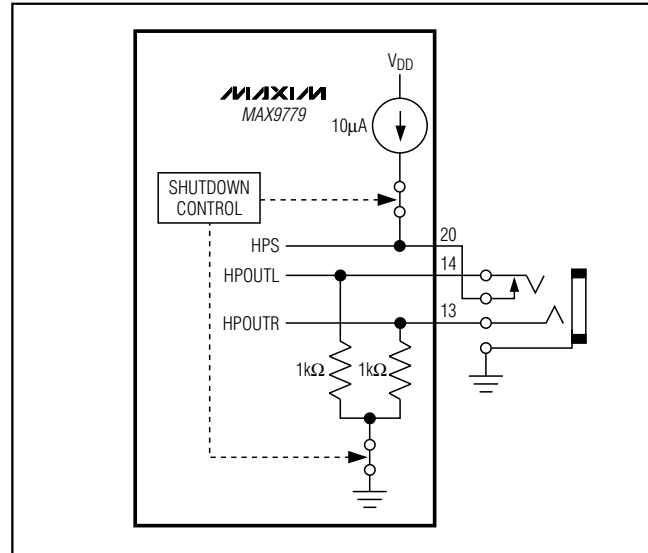 VDD
MAXIM
MAX9779
10µA
SHUTDOWN
CONTROL
HPS
20
HPOUTL
14
HPOUTR
13
1kΩ
1kΩ